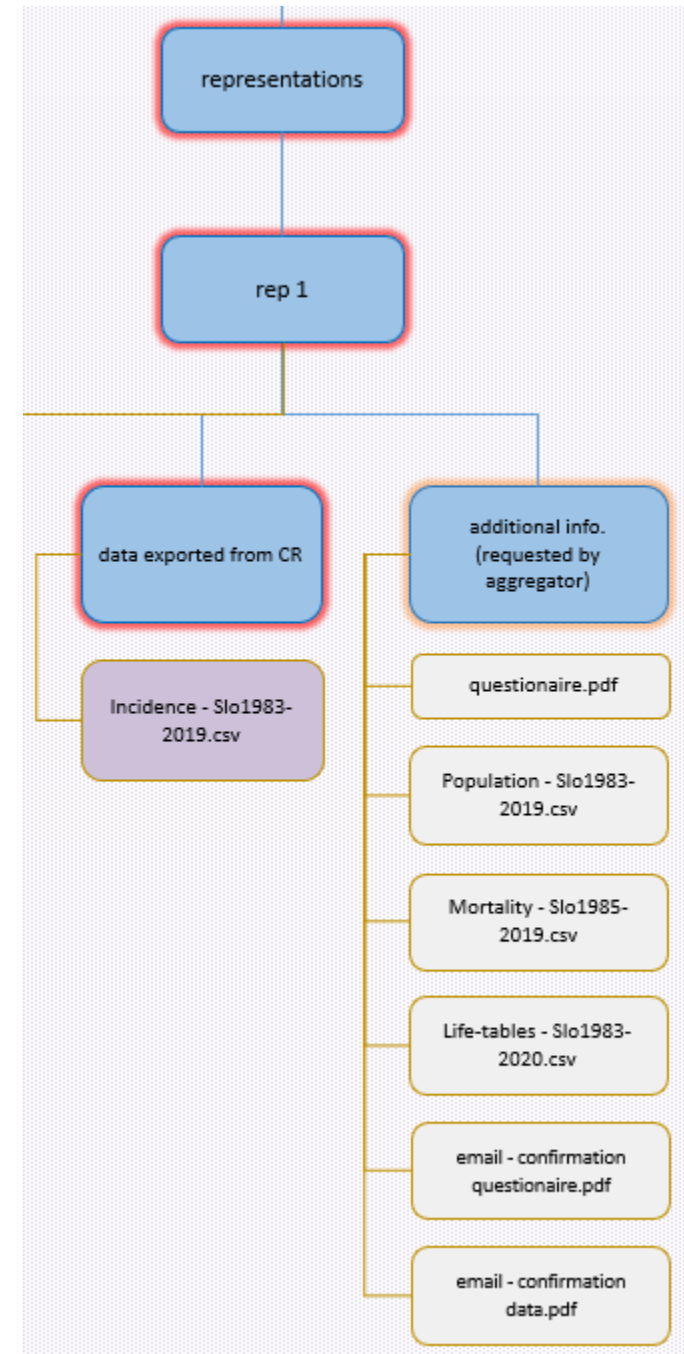 representations
rep 1
data exported from CR
Incidence - Slo1983-
2019.csv
additional info.
(requested by
aggregator)
questionaire.pdf
Population - Slo1983-
2019.csv
Mortality - Slo1985-
2019.csv
Life-tables - Slo1983-
2020.csv
email - confirmation
questionaire.pdf
email - confirmation
data.pdf